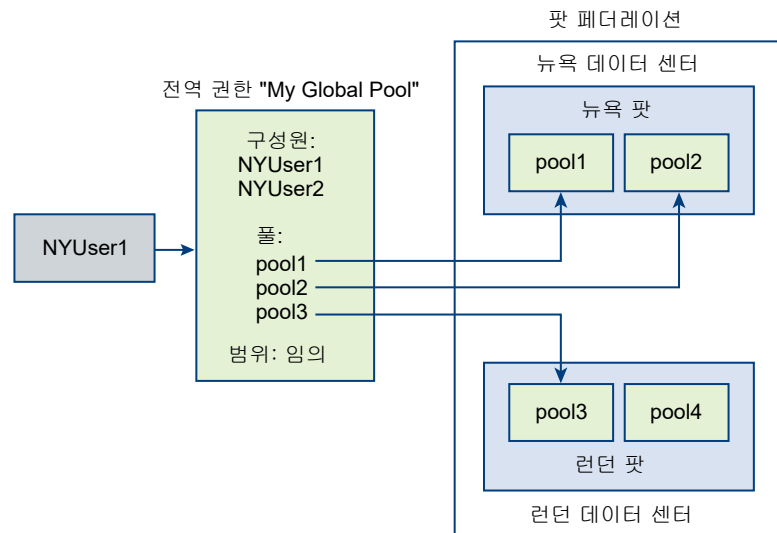 팟 페더레이션
뉴욕 데이터 센터
뉴욕 팟
pool1
pool2
전역 권한 "My Global Pool"
구성원:
NYUser1
NYUser2
풀:
pool1
pool2
pool3
범위: 임의
NYUser1
pool3
pool4
런던 팟
런던 데이터 센터